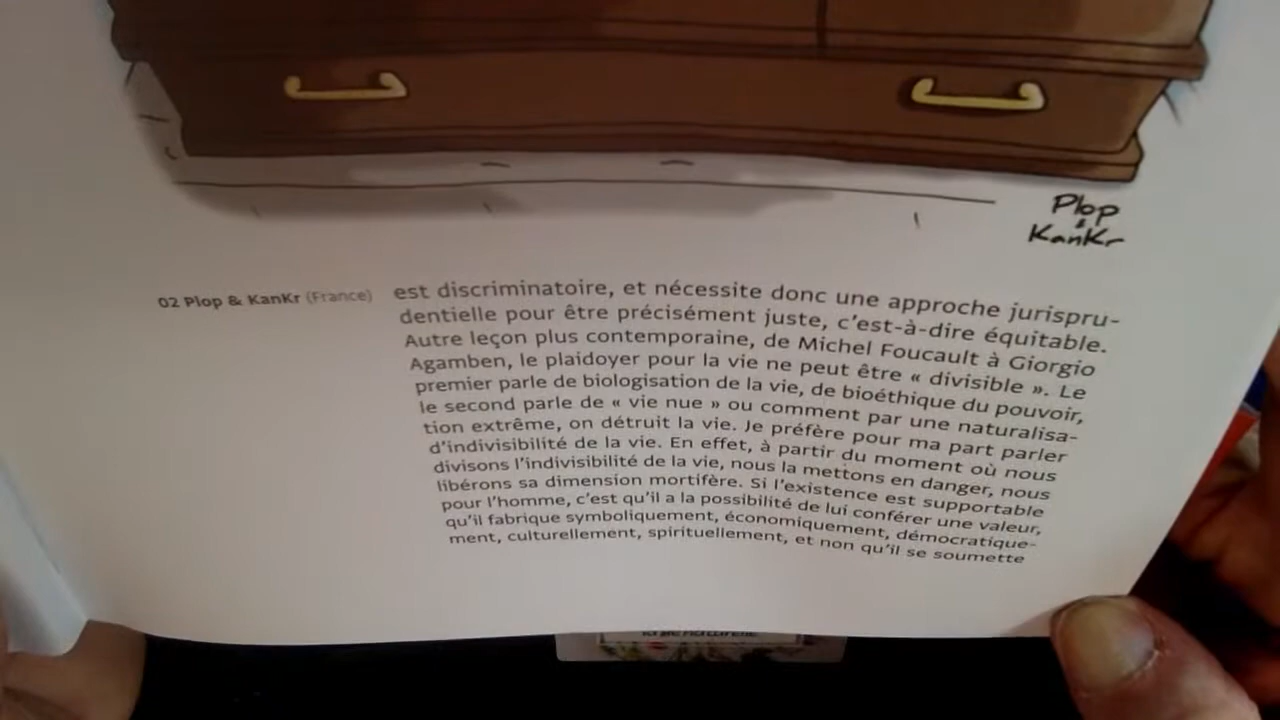 Plop
&
KanKr
02 Plop & KanKr (France)
est discriminatoire, et nécessite donc une approche jurispru-
dentielle pour être précisément juste, c’est-à-dire équitable.
Autre leçon plus contemporaine, de Michel Foucault à Giorgio
Agamben, le plaidoyer pour la vie ne peut être « divisible ». Le
premier parle de biologisation de la vie, de bioéthique du pouvoir,
le second parle de « vie nue » ou comment par une naturalisa-
tion extrême, on détruit la vie. Je préfère pour ma part parler
d’indivisibilité de la vie. En effet, à partir du moment où nous
divisons l’indivisibilité de la vie, nous la mettons en danger, nous
libérons sa dimension mortifère. Si l’existence est supportable
pour l’homme, c’est qu’il a la possibilité de lui conférer une valeur,
qu’il fabrique symboliquement, économiquement, démocratique-
ment, culturellement, spirituellement, et non qu’il se soumette